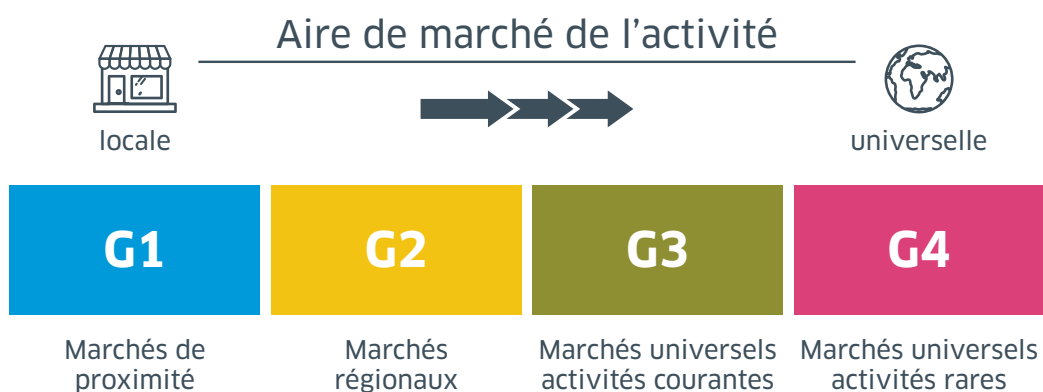 Aire de marché de l'activité
locale
universelle
G1
G2
G3
G4
Marchés de
proximité
Marchés
régionaux
Marchés universels
activités courantes
Marchés universels
activités rares